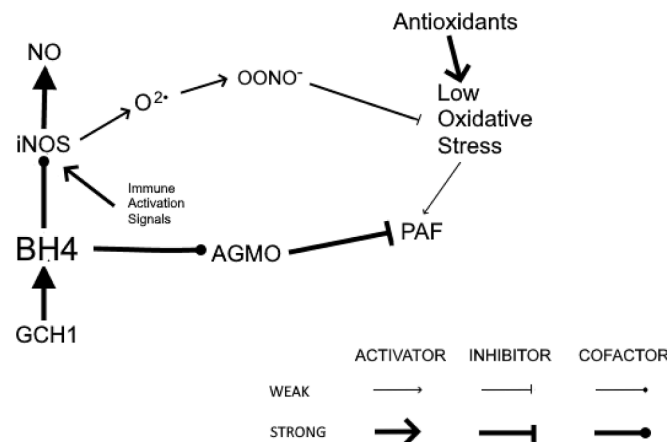 Antioxidants
NO
O²• OONO⁻
Low
Oxidative
Stress
iNOS
Immune
Activation
Signals
BH4 AGMO PAF
GCH1
ACTIVATOR INHIBITOR COFACTOR
WEAK
STRONG